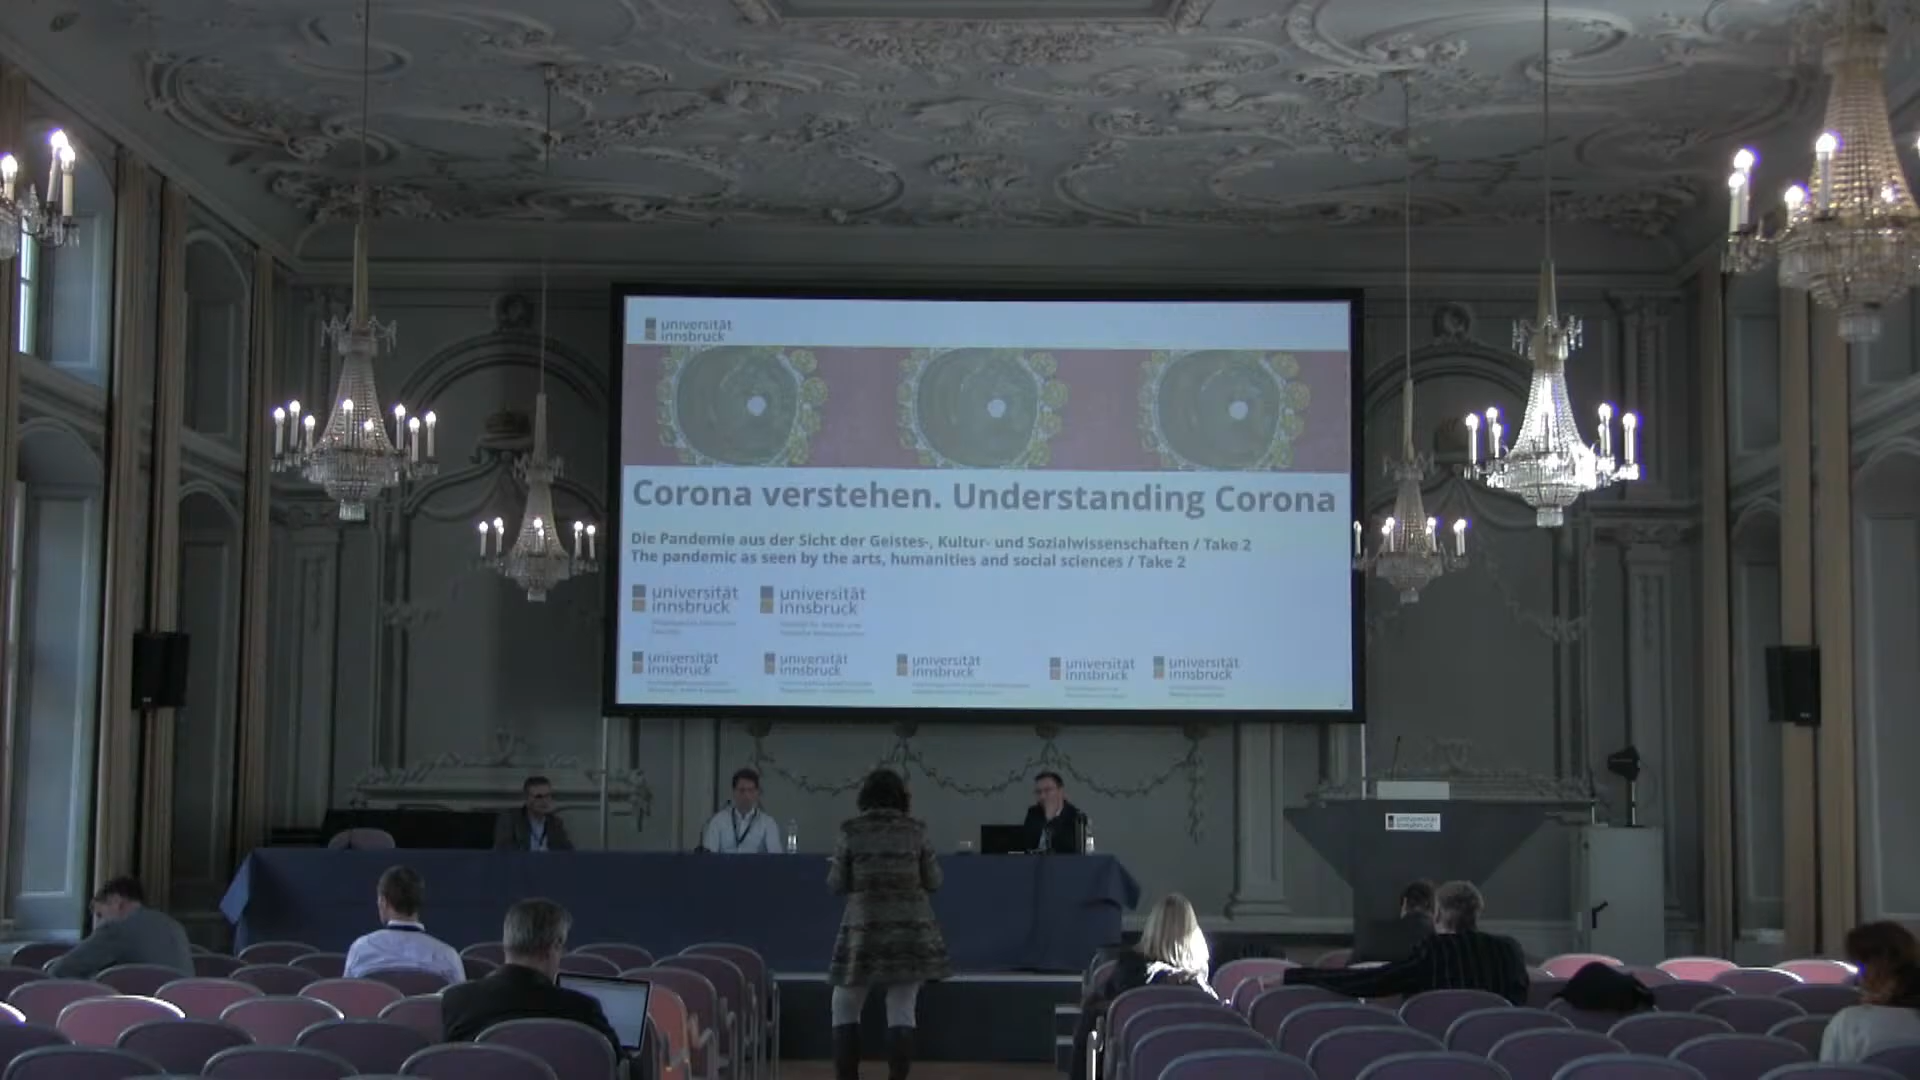 universität
innsbruck
Corona verstehen. Understanding Corona
Die Pandemie aus der Sicht der Geistes-, Kultur- und Sozialwissenschaften / Take 2
The pandemic as seen by the arts, humanities and social sciences / Take 2
universität
innsbruck
universität
innsbruck
universität
innsbruck
universität
innsbruck
universität
innsbruck
universität
innsbruck
universität
innsbruck
universität
innsbruck